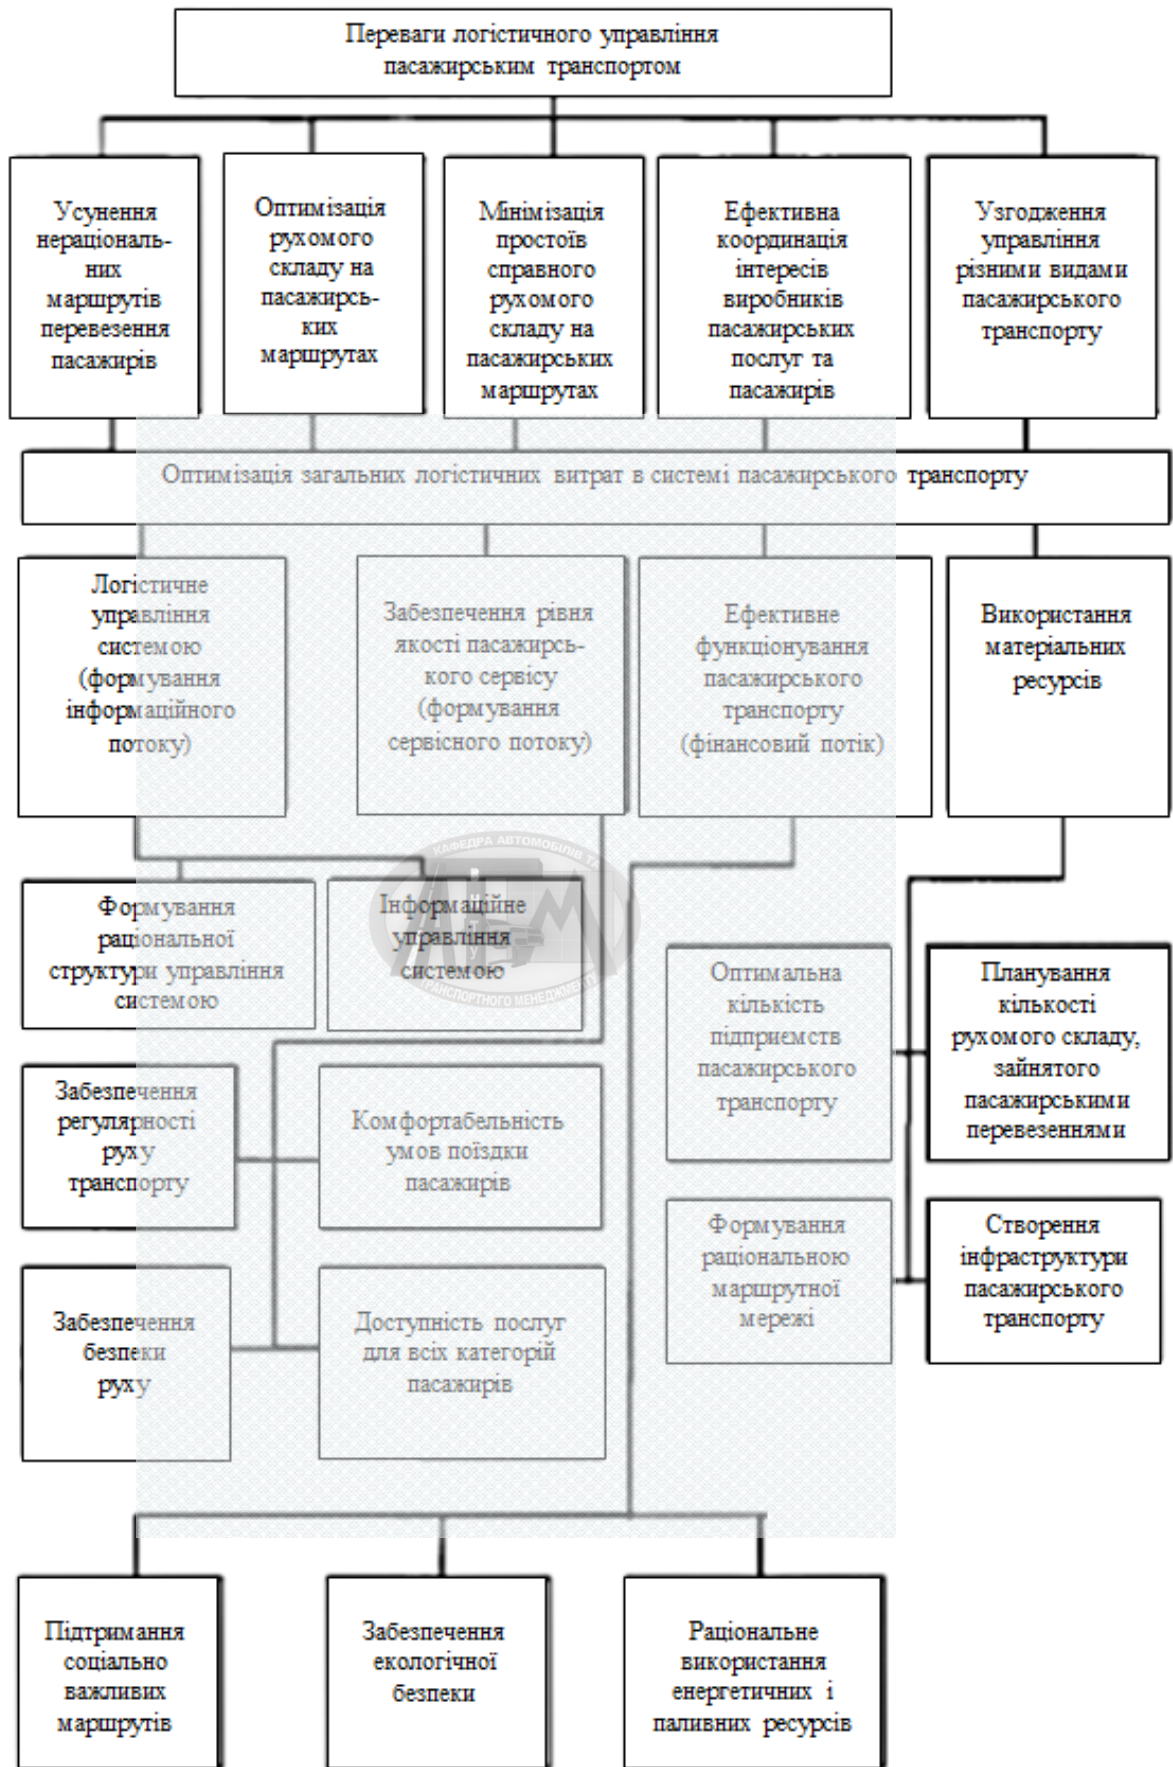 Переваги логістичного управління
пасажирським транспортом
Усунення
нераціональ-
них
маршрутів
перевезення
пасажирів
Оптимізація
рухомого
складу на
пасажирсь-
ких
маршрутах
Мінімізація
простоїв
справного
рухомого
складу на
пасажирських
маршрутах
Ефективна
координація
інтересів
виробників
пасажирських
послуг та
пасажирів
Узгодження
управління
різними видами
пасажирського
транспорту
Оптимізація загальних логістичних витрат в системі пасажирського транспорту
Логістичне
управління
системою
(формування
інформаційного
потоку)
Забезпечення рівня
якості пасажирсь-
кого сервісу
(формування
сервісного потоку)
Ефективне
функціонування
пасажирського
транспорту
(фінансовий потік)
Використання
матеріальних
ресурсів
КАФЕДРА АВТОМОБІЛІВ ТА
ТРАНСПОРТНОГО МЕНЕДЖМЕНТУ
Формування
раціональної
структури управління
системою
Інформаційне
управління
системою
Оптимальна
кількість
підприємств
пасажирського
транспорту
Планування
кількості
рухомого складу,
зайнятого
пасажирськими
перевезеннями
Забезпечення
регулярності
руху
транспорту
Комфортабельність
умов поїздки
пасажирів
Формування
раціональною
маршрутної
мережі
Створення
інфраструктури
пасажирського
транспорту
Забезпечення
безпеки
руху
Доступність послуг
для всіх категорій
пасажирів
Підтримання
соціально
важливих
маршрутів
Забезпечення
екологічної
безпеки
Раціональне
використання
енергетичних і
паливних ресурсів